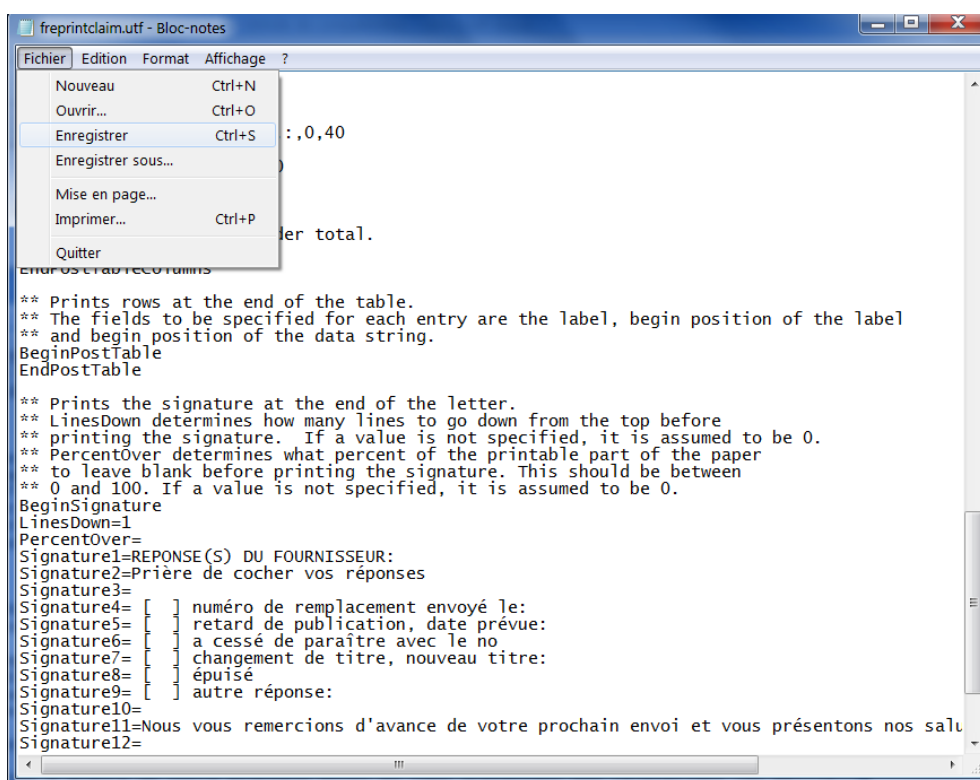 freprintclaim.utf - Bloc-notes
Fichier Edition Format Affichage ?
Nouveau Ctrl+N
Ouvrir... Ctrl+O
Enregistrer Ctrl+S :,0,40
Enregistrer sous...
Mise en page...
Imprimer... Ctrl+P
der total.
Quitter
EndPostTableColumns
** Prints rows at the end of the table.
** The fields to be specified for each entry are the label, begin position of the label
** and begin position of the data string.
BeginPostTable
EndPostTable
** Prints the signature at the end of the letter.
** LinesDown determines how many lines to go down from the top before
** printing the signature. If a value is not specified, it is assumed to be 0.
** PercentOver determines what percent of the printable part of the paper
** to leave blank before printing the signature. This should be between
** 0 and 100. If a value is not specified, it is assumed to be 0.
BeginSignature
LinesDown=1
PercentOver=
Signature1=REPONSE(S) DU FOURNISSEUR:
Signature2=Prière de cocher vos réponses
Signature3=
Signature4= [ ] numéro de remplacement envoyé le:
Signature5= [ ] retard de publication, date prévue:
Signature6= [ ] a cessé de paraître avec le no
Signature7= [ ] changement de titre, nouveau titre:
Signature8= [ ] épuisé
Signature9= [ ] autre réponse:
Signature10=
Signature11=Nous vous remercions d'avance de votre prochain envoi et vous présentons nos salu
Signature12=